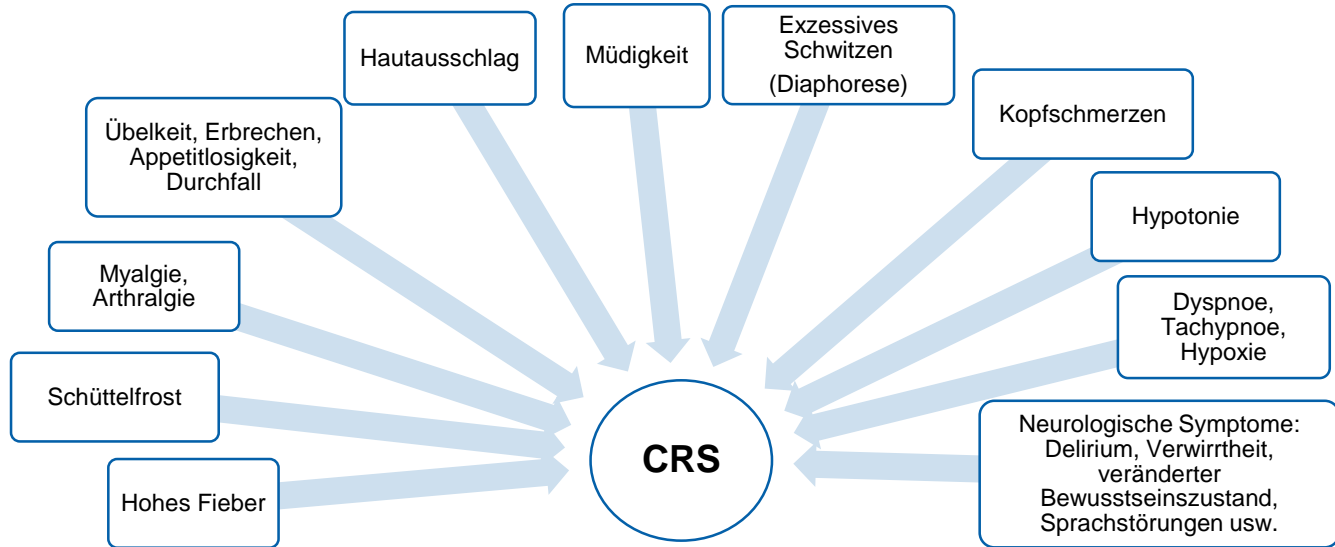 Hautausschlag
Müdigkeit
Exzessives
Schwitzen
(Diaphorese)
Kopfschmerzen
Übelkeit, Erbrechen,
Appetitlosigkeit,
Durchfall
Hypotonie
Myalgie,
Arthralgie
Dyspnoe,
Tachypnoe,
Hypoxie
Schüttelfrost
Neurologische Symptome:
Delirium, Verwirrtheit,
veränderter
Bewusstseinszustand,
Sprachstörungen usw.
Hohes Fieber
CRS